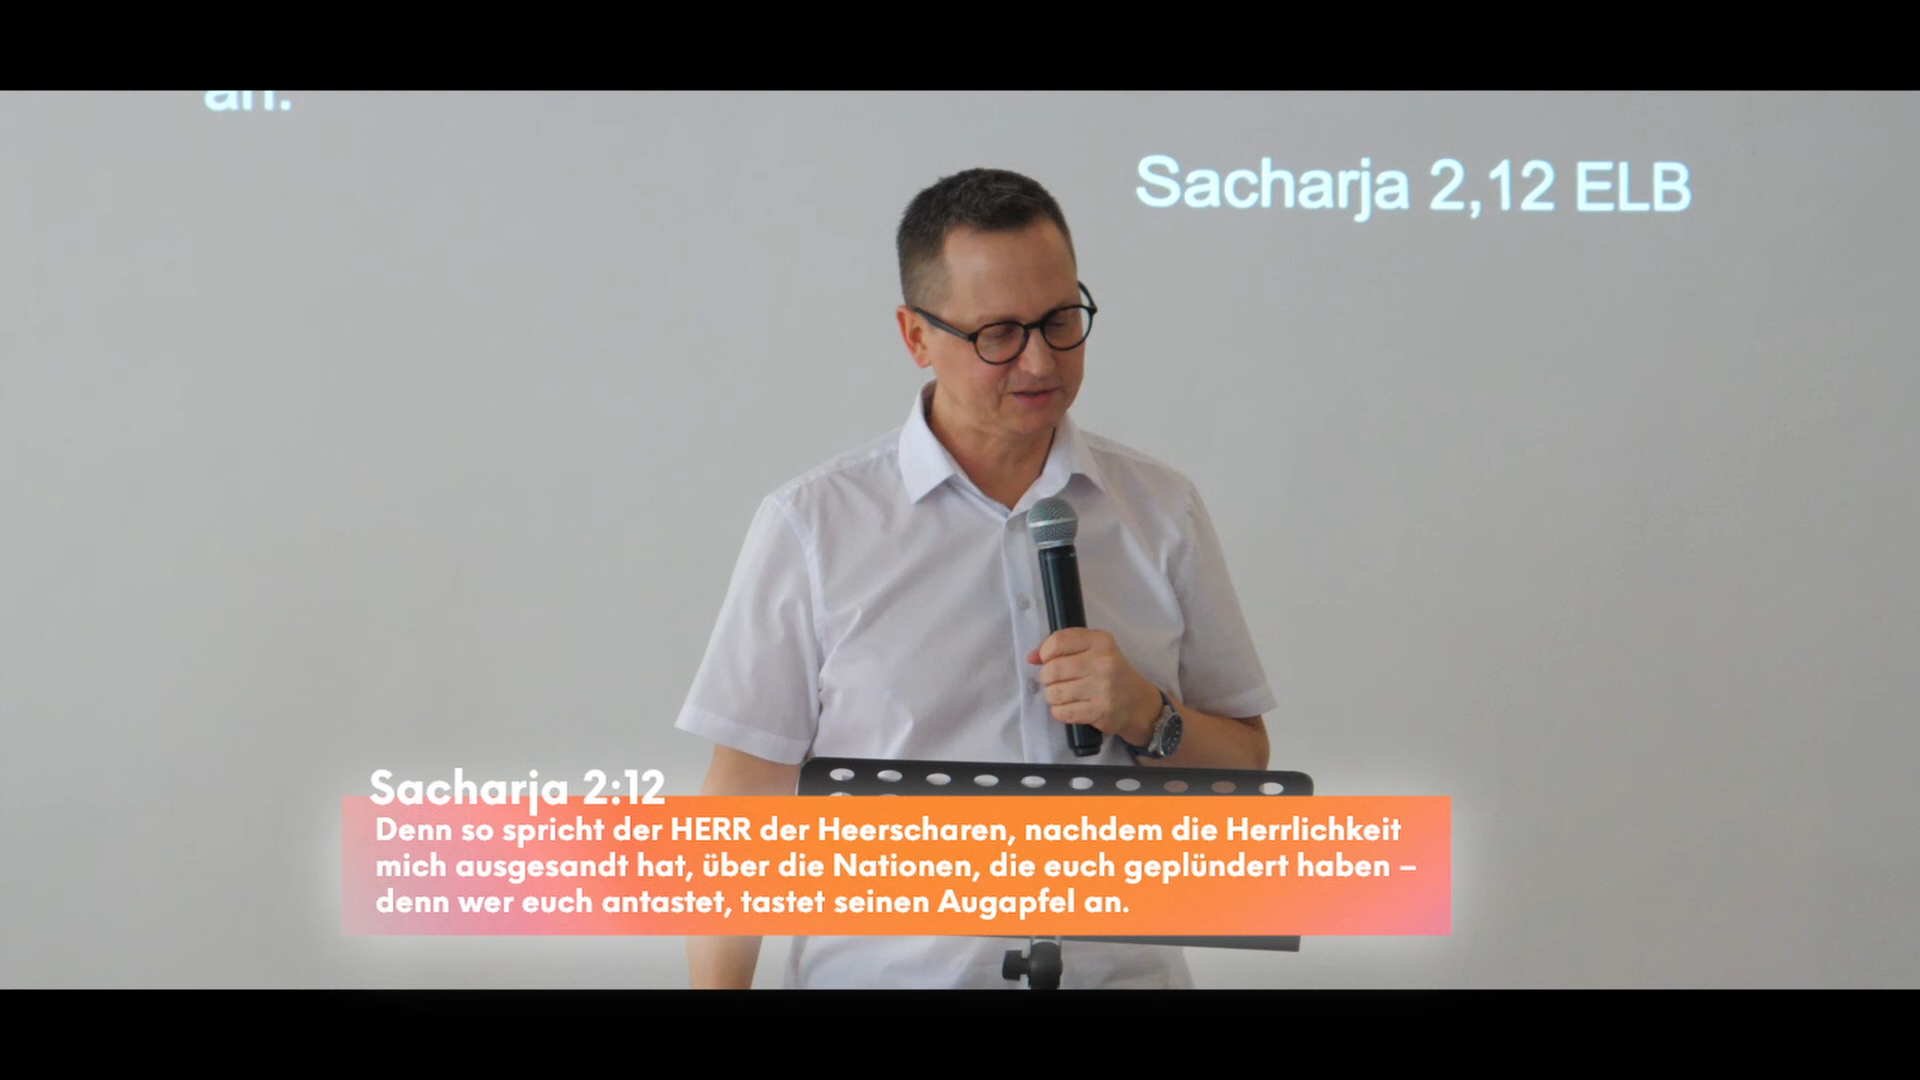 an.
Sacharja 2,12 ELB
Sacharja 2:12
Denn so spricht der HERR der Heerscharen, nachdem die Herrlichkeit
mich ausgesandt hat, über die Nationen, die euch geplündert haben –
denn wer euch antastet, tastet seinen Augapfel an.